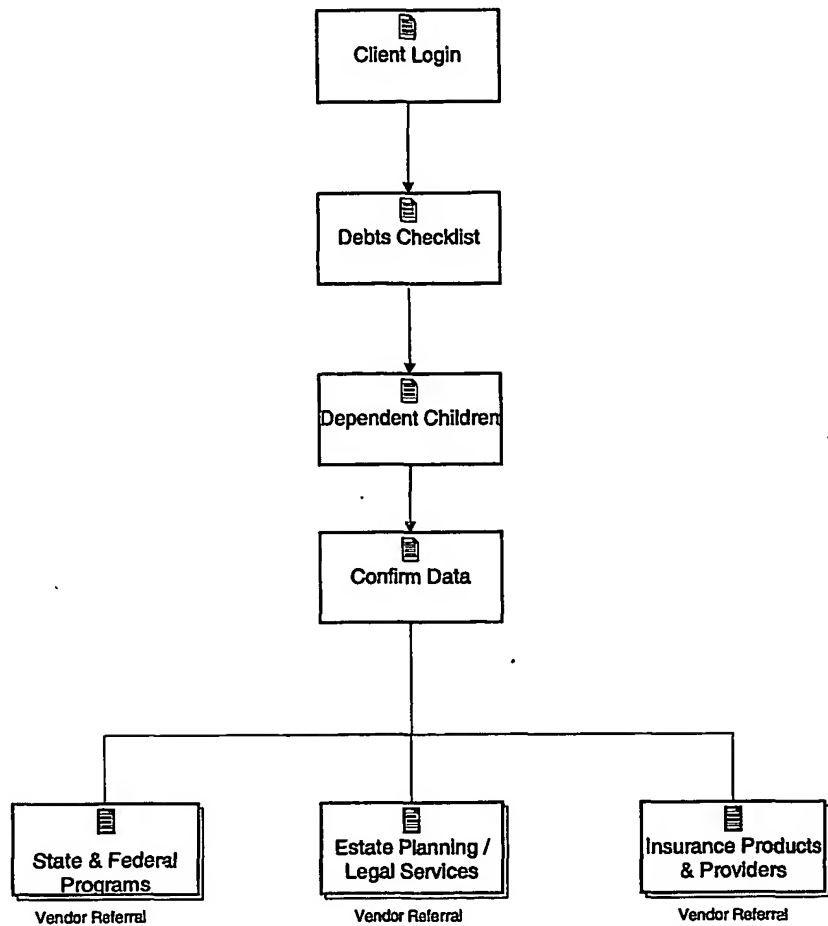 Client Login
Debts Checklist
Dependent Children
Confirm Data
State & Federal
Programs
Vendor Referral
Estate Planning /
Legal Services
Vendor Referral
Insurance Products
& Providers
Vendor Referral